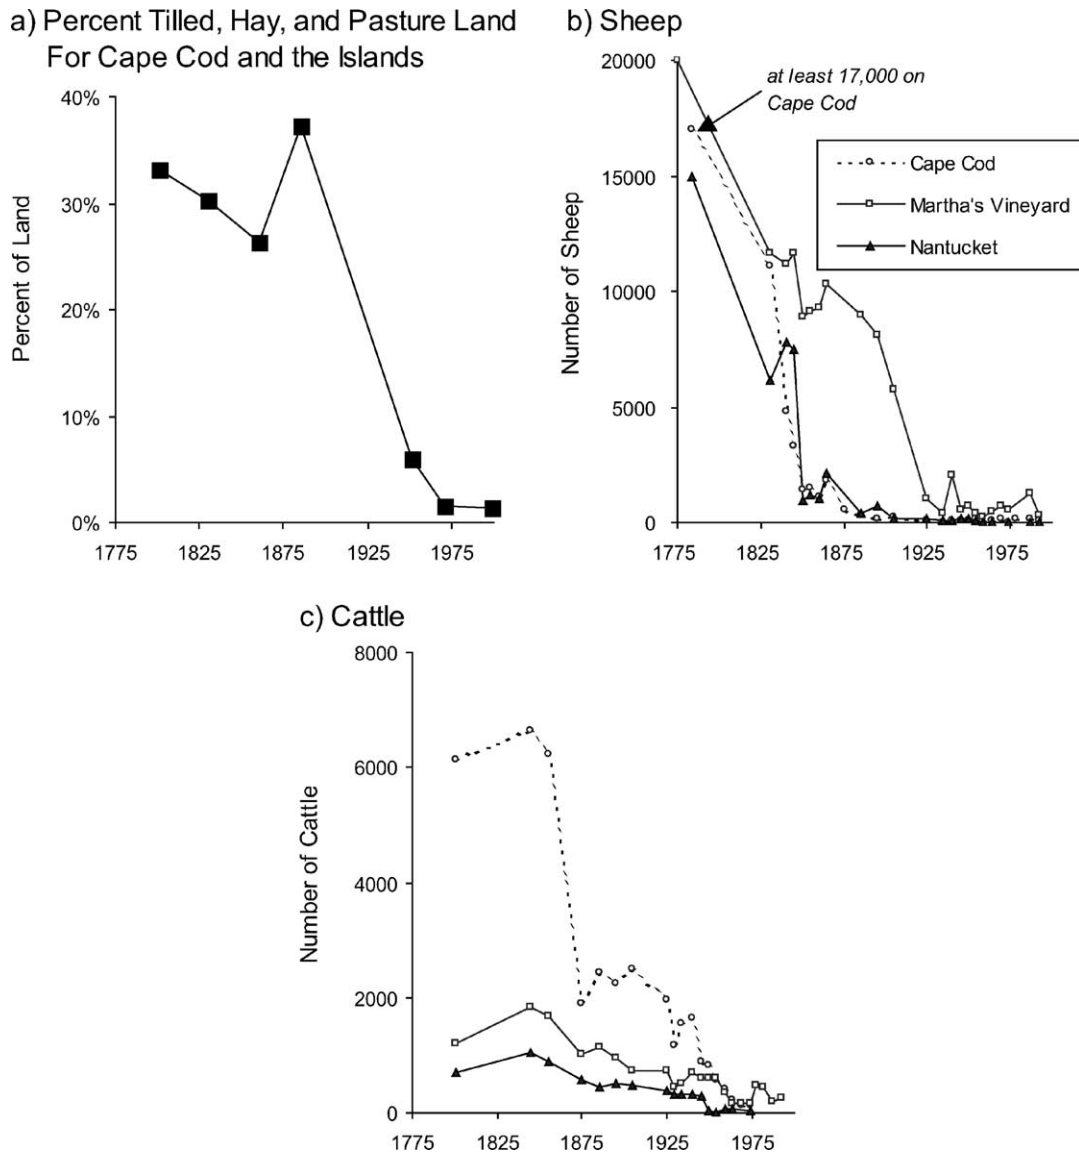 a) Percent Tilled, Hay, and Pasture Land
For Cape Cod and the Islands
40%
30%
20%
10%
0%
Percent of Land
1775 1825 1875 1925 1975
b) Sheep
20000
15000
10000
5000
0
Number of Sheep
at least 17,000 on
Cape Cod
Cape Cod
Martha's Vineyard
Nantucket
1775 1825 1875 1925 1975
c) Cattle
8000
6000
4000
2000
0
Number of Cattle
1775 1825 1875 1925 1975